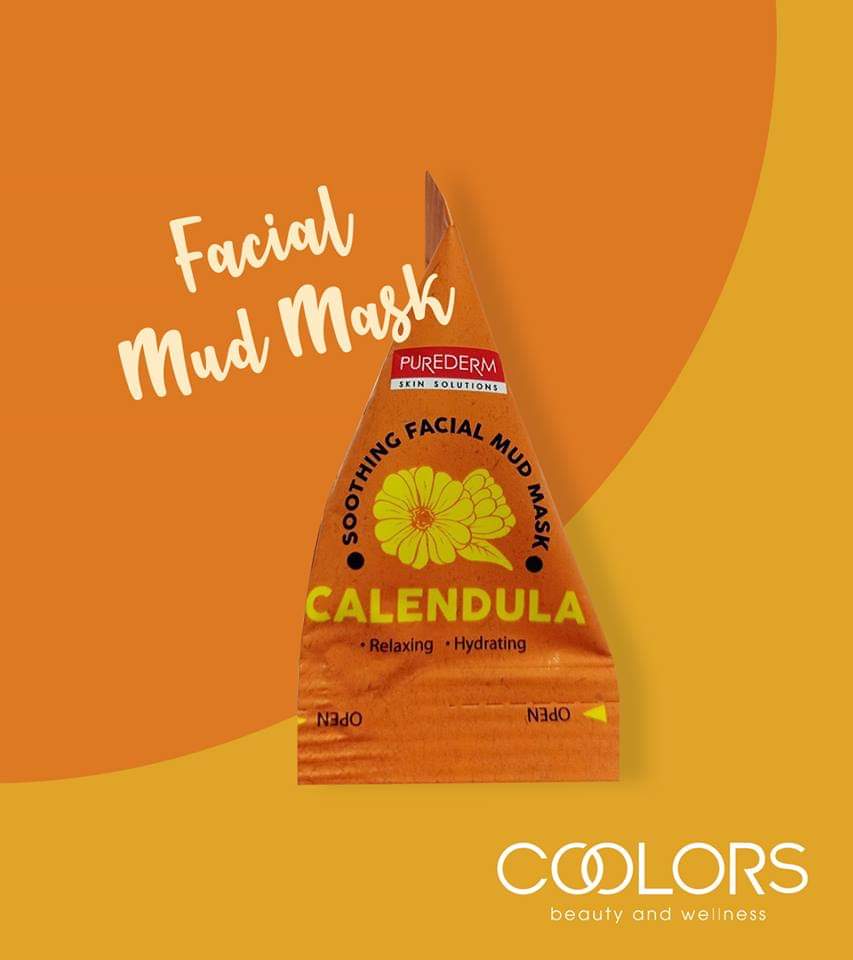 Facial
Mud Mask
PUREDERM
SKIN SOLUTIONS
SOOTHING FACIAL MUD MASK
CALENDULA
• Relaxing • Hydrating
OPEN OPEN
COOLORS
beauty and wellness